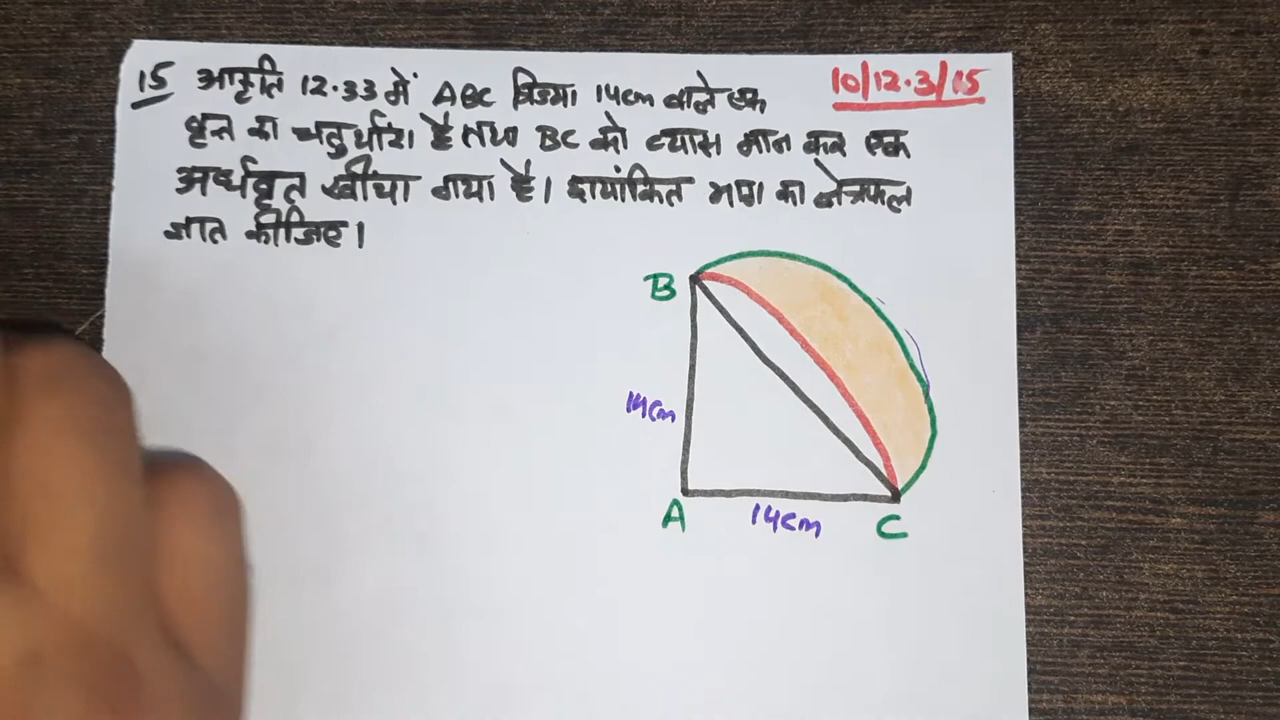 15 आकृति 12.33 में ABC त्रिज्या 14cm वाले एक
10/12.3/15
वृत्त का चतुर्थांश है तथा BC को व्यास मान कर एक
अर्धवृत खींचा गया है। छायांकित भाग का क्षेत्रफल
ज्ञात कीजिए।
B
14cm
A
14cm
C